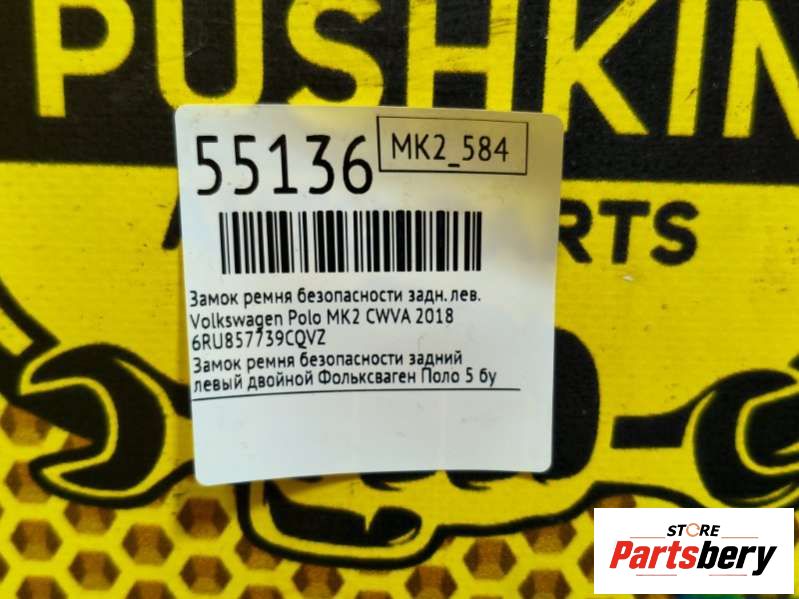 PUSHKIN
RTS
55136
MK2_584
Замок ремня безопасности задн. лев.
Volkswagen Polo MK2 CWVA 2018
6RU857739CQVZ
Замок ремня безопасности задний
левый двойной Фольксваген Поло 5 бу
STORE
Partsbery